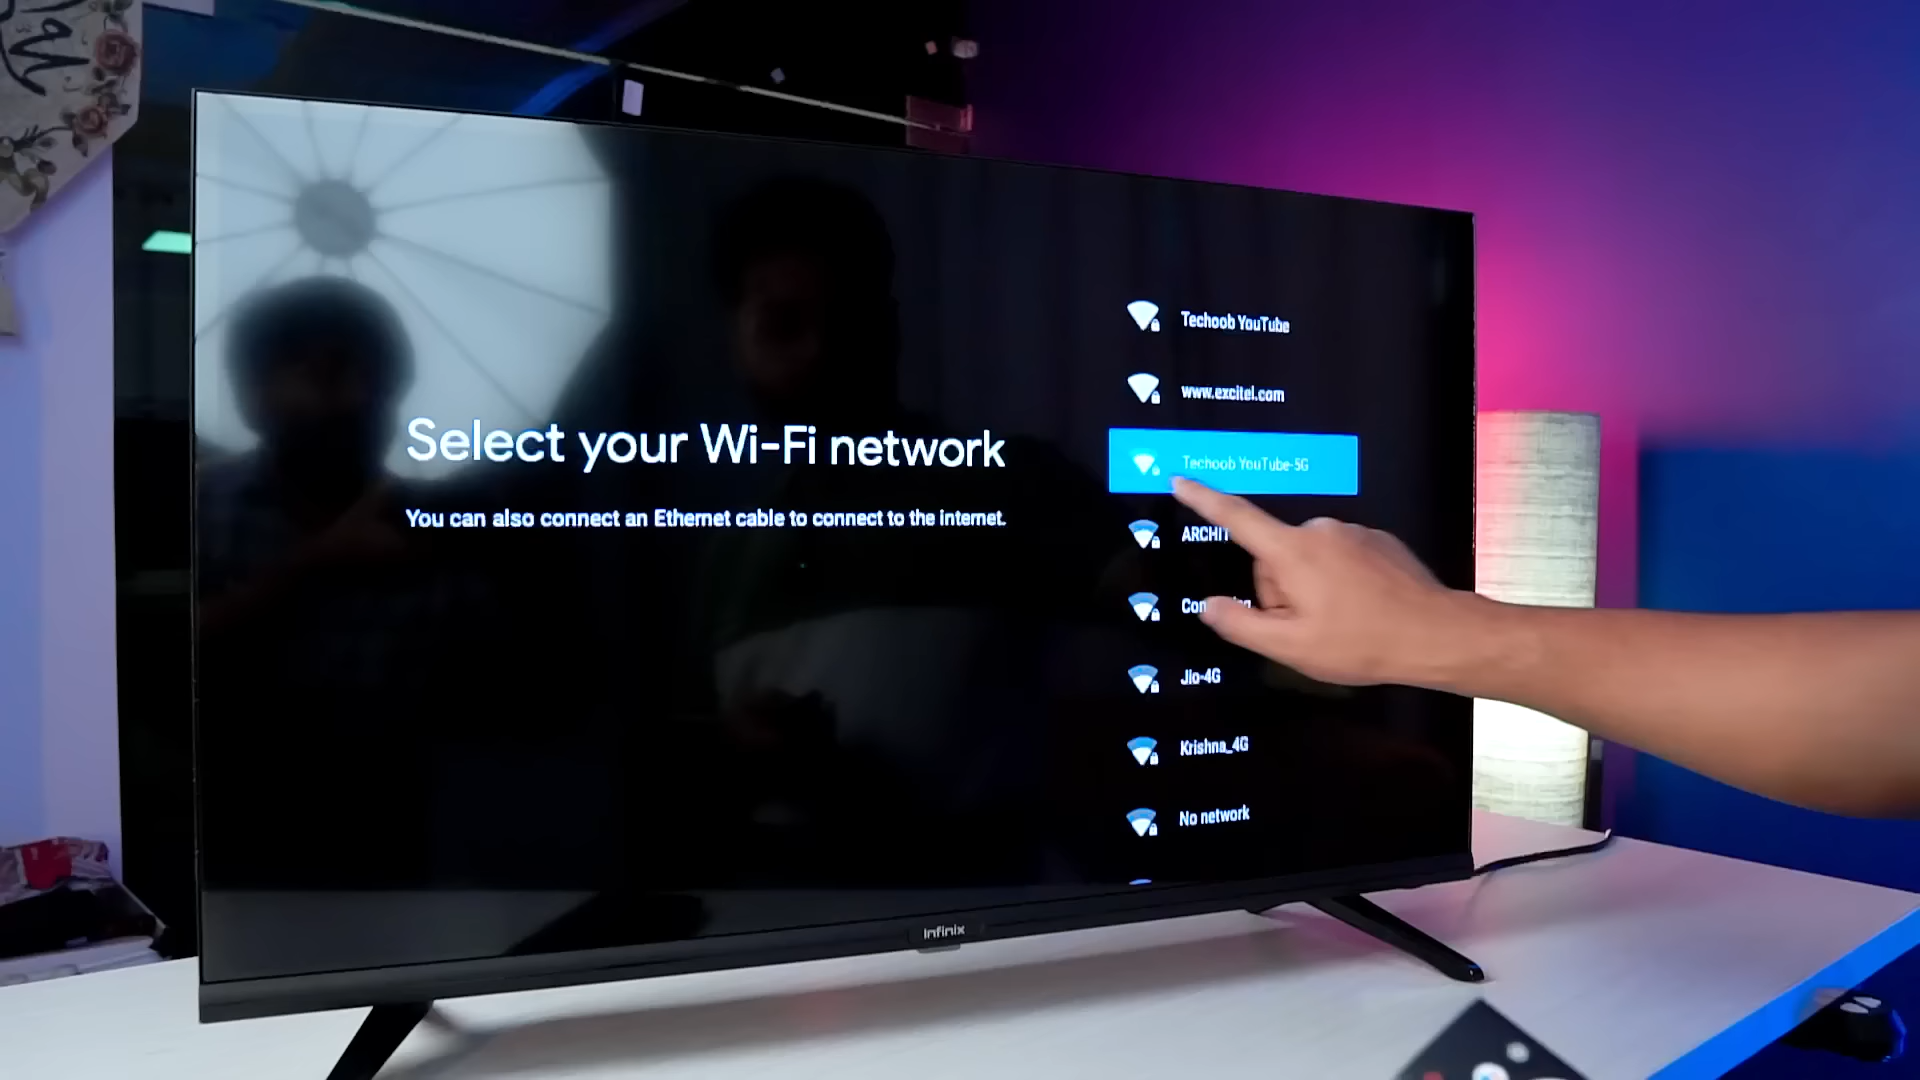 Select your Wi-Fi network
You can also connect an Ethernet cable to connect to the internet.
Techoob YouTube
www.excitel.com
Techoob YouTube-5G
Jio-4G
Krishna_4G
No network
Infinix